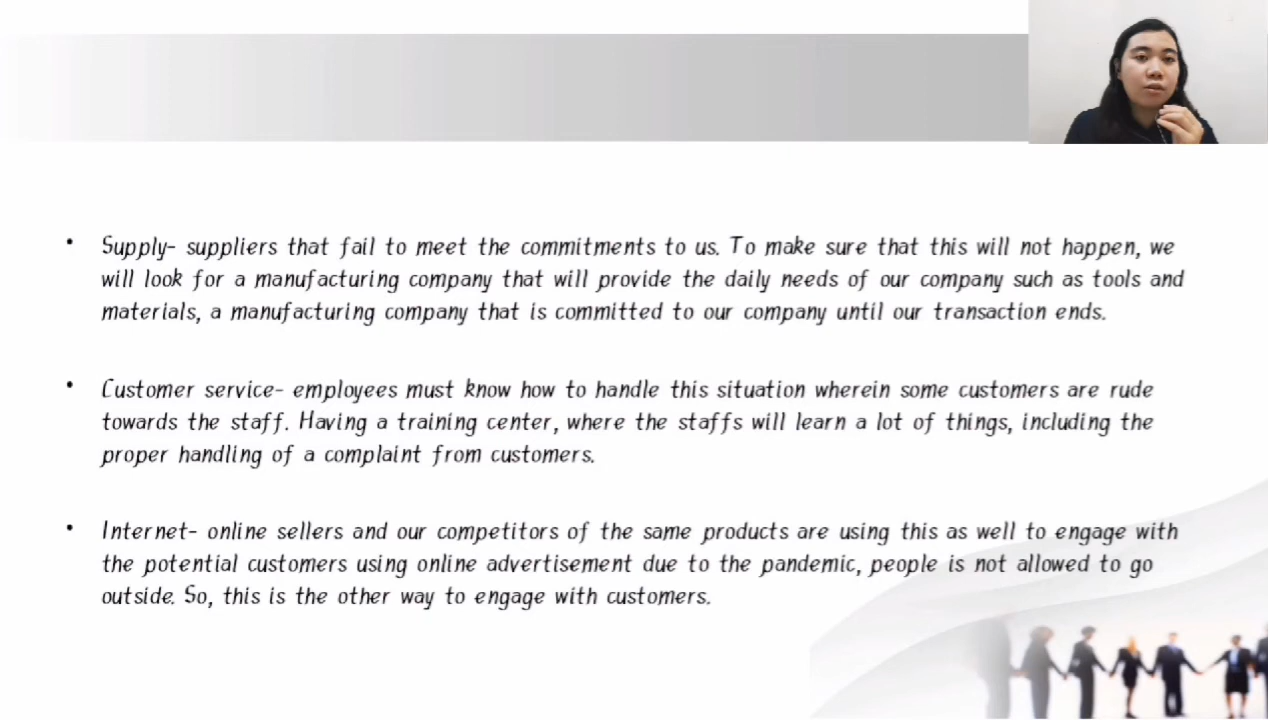 • Supply- suppliers that fail to meet the commitments to us. To make sure that this will not happen, we
will look for a manufacturing company that will provide the daily needs of our company such as tools and
materials, a manufacturing company that is committed to our company until our transaction ends.
• Customer service- employees must know how to handle this situation wherein some customers are rude
towards the staff. Having a training center, where the staffs will learn a lot of things, including the
proper handling of a complaint from customers.
• Internet- online sellers and our competitors of the same products are using this as well to engage with
the potential customers using online advertisement due to the pandemic, people is not allowed to go
outside. So, this is the other way to engage with customers.